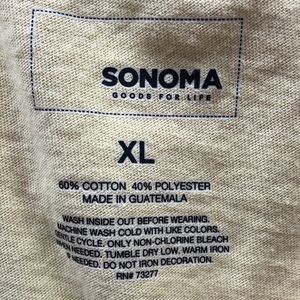 SONOMA
GOODS FOR LIFE
XL
60% COTTON 40% POLYESTER
MADE IN GUATEMALA
WASH INSIDE OUT BEFORE WEARING.
MACHINE WASH COLD WITH LIKE COLORS.
GENTLE CYCLE. ONLY NON-CHLORINE BLEACH
WHEN NEEDED. TUMBLE DRY LOW. WARM IRON
IF NEEDED. DO NOT IRON DECORATION.
RN# 73277